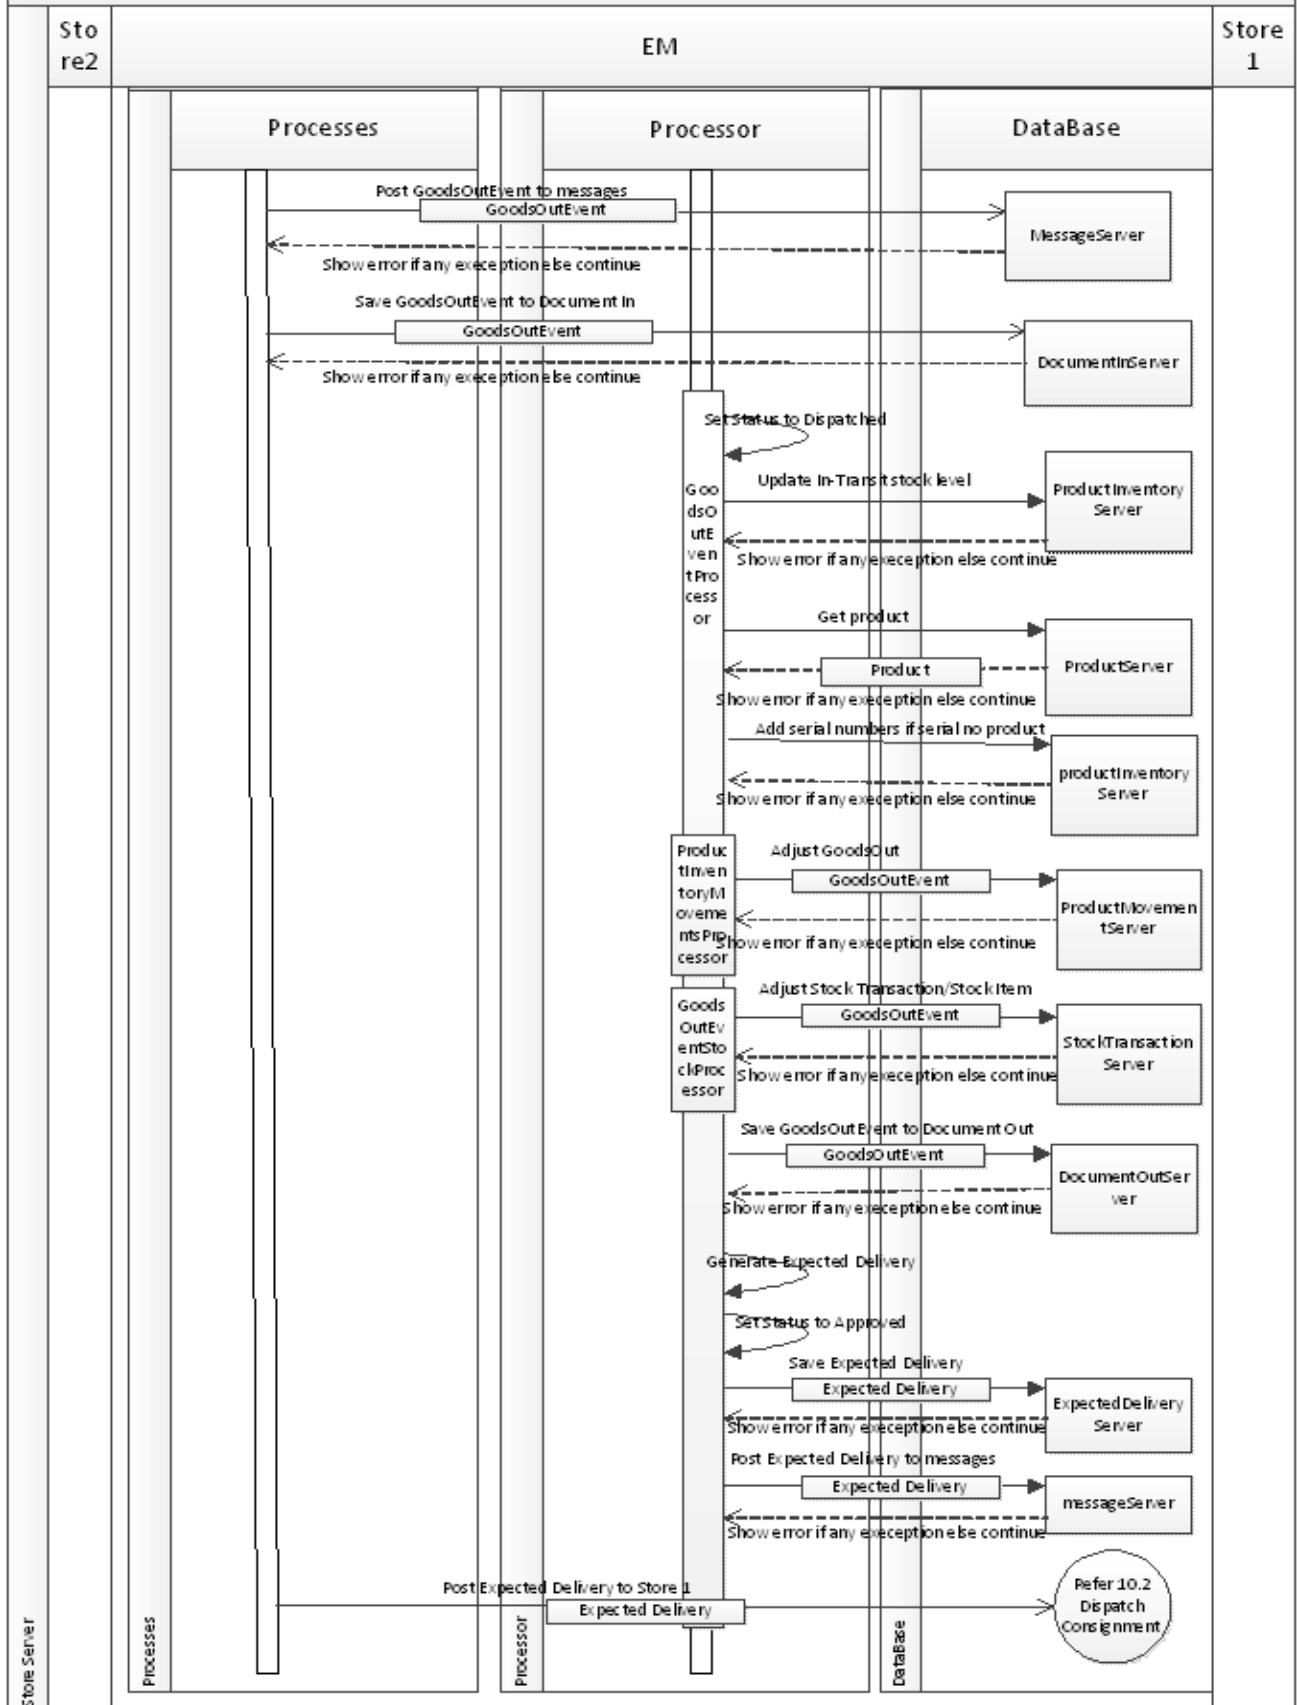 Sto
re2
EM
Store
1
Processes
Processor
DataBase
Post GoodsOutEvent to messages
GoodsOutEvent
MessageServer
Show error if any exeception else continue
Save GoodsOutEvent to Document In
GoodsOutEvent
DocumentInServer
Show error if any exeception else continue
Set Status to Dispatched
Goo
dsO
utE
ven
tPro
cess
or
Update In-Transit stock level
ProductInventory
Server
Show error if any exeception else continue
Get product
Product
ProductServer
Show error if any exeception else continue
Add serial numbers if serial no product
productInventory
Server
Show error if any exeception else continue
Produc
tInven
toryM
oveme
ntsPro
cessor
Adjust GoodsOut
GoodsOutEvent
ProductMovemen
tServer
Show error if any exeception else continue
Goods
OutEv
entSto
ckProc
essor
Adjust Stock Transaction/Stock Item
GoodsOutEvent
StockTransaction
Server
Show error if any exeception else continue
Save GoodsOutEvent to Document Out
GoodsOutEvent
DocumentOutSer
ver
Show error if any exeception else continue
Generate Expected Delivery
Set Status to Approved
Save Expected Delivery
Expected Delivery
ExpectedDelivery
Server
Show error if any exeception else continue
Post Expected Delivery to messages
Expected Delivery
messageServer
Show error if any exeception else continue
Post Expected Delivery to Store 1
Expected Delivery
Refer 10.2
Dispatch
Consignment
Store Server
Processes
Processor
DataBase